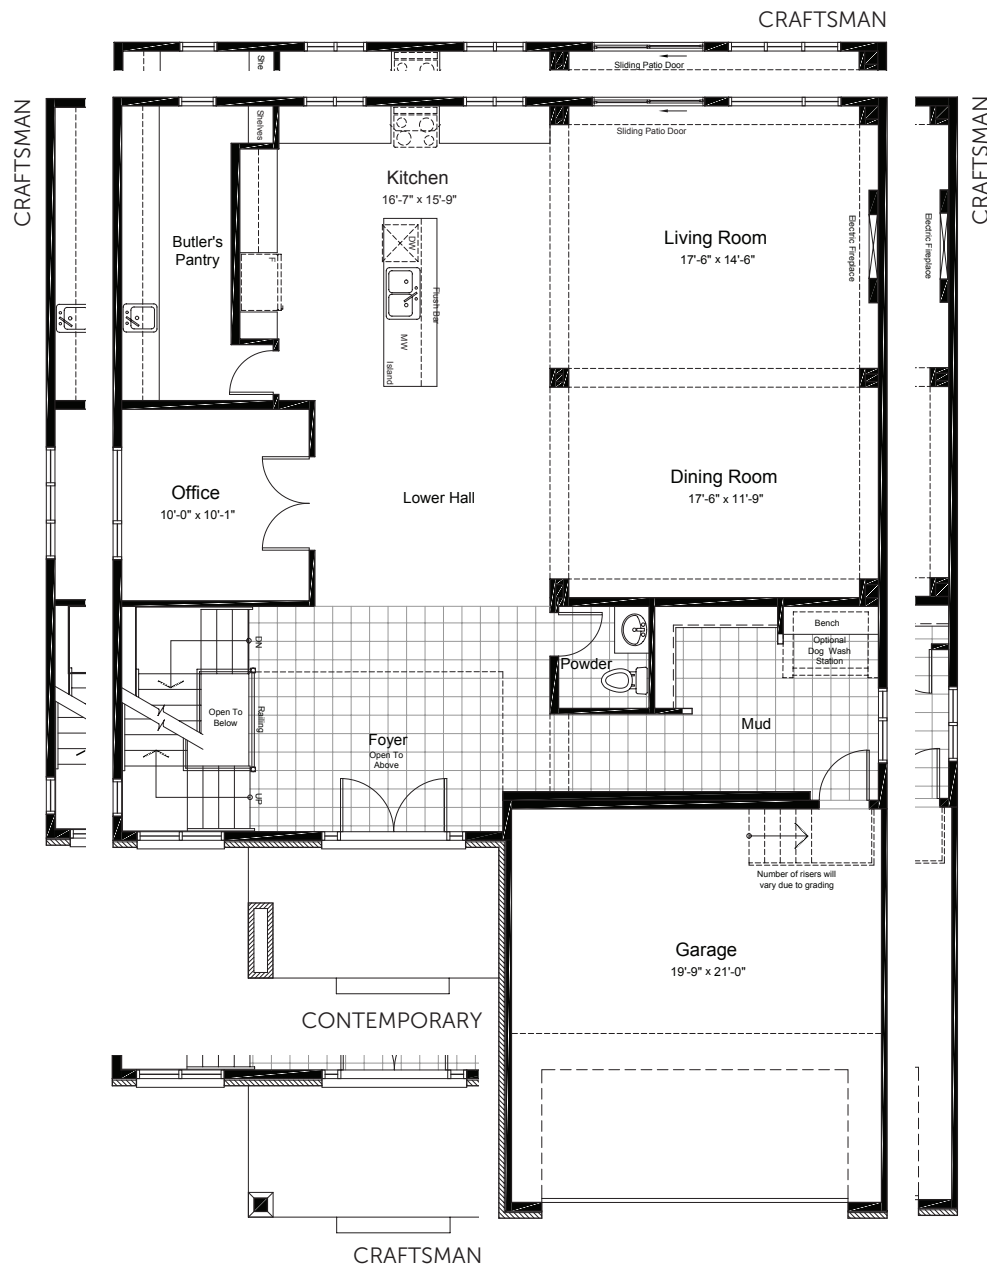 CRAFTSMAN
She
Sliding Patio Door
CRAFTSMAN
CRAFTSMAN
Shelves
Sliding Patio Door
Kitchen
16'-7" x 15'-9"
Butler's
Pantry
DW
F
Flush Bar
MW
Island
Living Room
17'-6" x 14'-6"
Electric Fireplace
Electric Fireplace
Office
10'-0" x 10'-1"
Lower Hall
Dining Room
17'-6" x 11'-9"
DN
Open To
Below
Railing
UP
Foyer
Open To
Above
Powder
Bench
Optional
Dog Wash
Station
Mud
Number of risers will
vary due to grading
Garage
19'-9" x 21'-0"
CONTEMPORARY
CRAFTSMAN